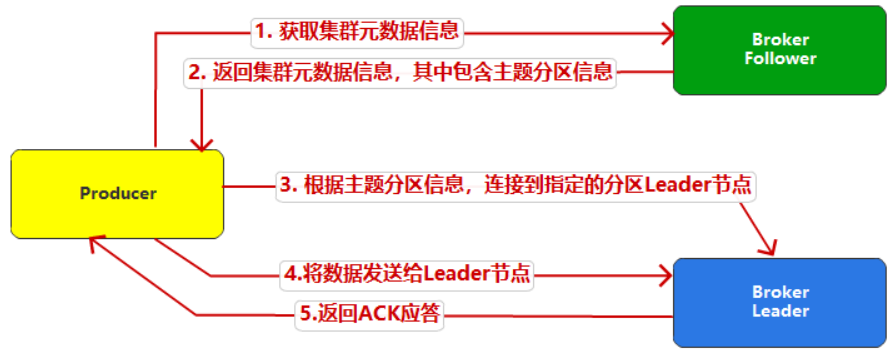 1. 获取集群元数据信息
Broker
Follower
2. 返回集群元数据信息，其中包含主题分区信息
Producer
3. 根据主题分区信息，连接到指定的分区Leader节点
4.将数据发送给Leader节点
Broker
Leader
5.返回ACK应答